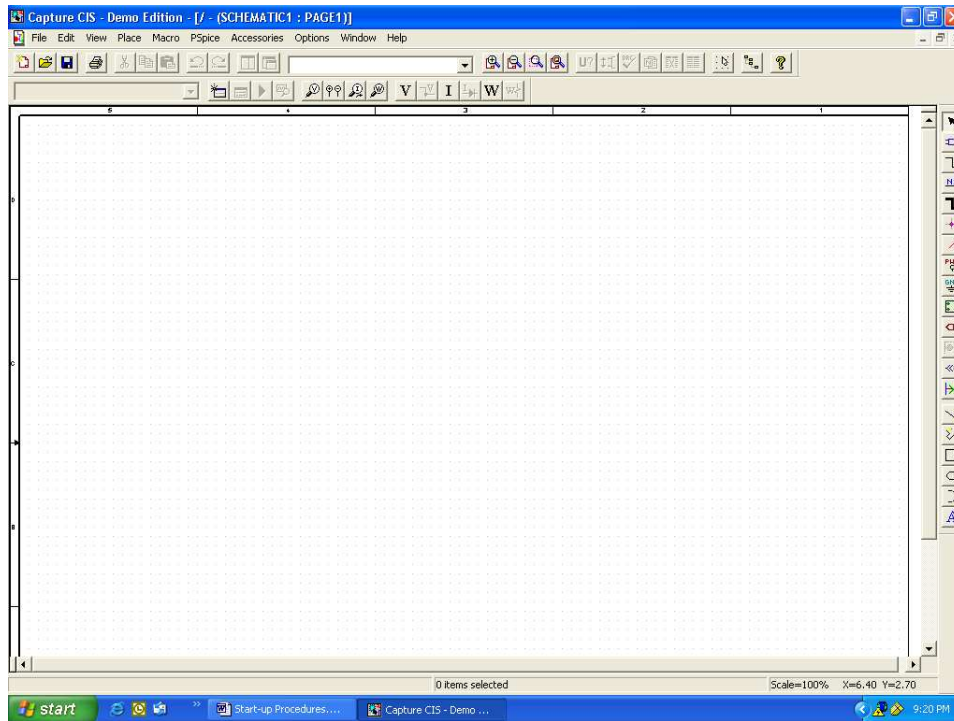 Capture CIS - Demo Edition - [/ - (SCHEMATIC1 : PAGE1)]
File Edit View Place Macro PSpice Accessories Options Window Help
U?
V V I I W W
5 4 3 2 1
D
C
B
0 items selected
Scale=100% X=6.40 Y=2.70
start
Start-up Procedures....
Capture CIS - Demo ...
9:20 PM